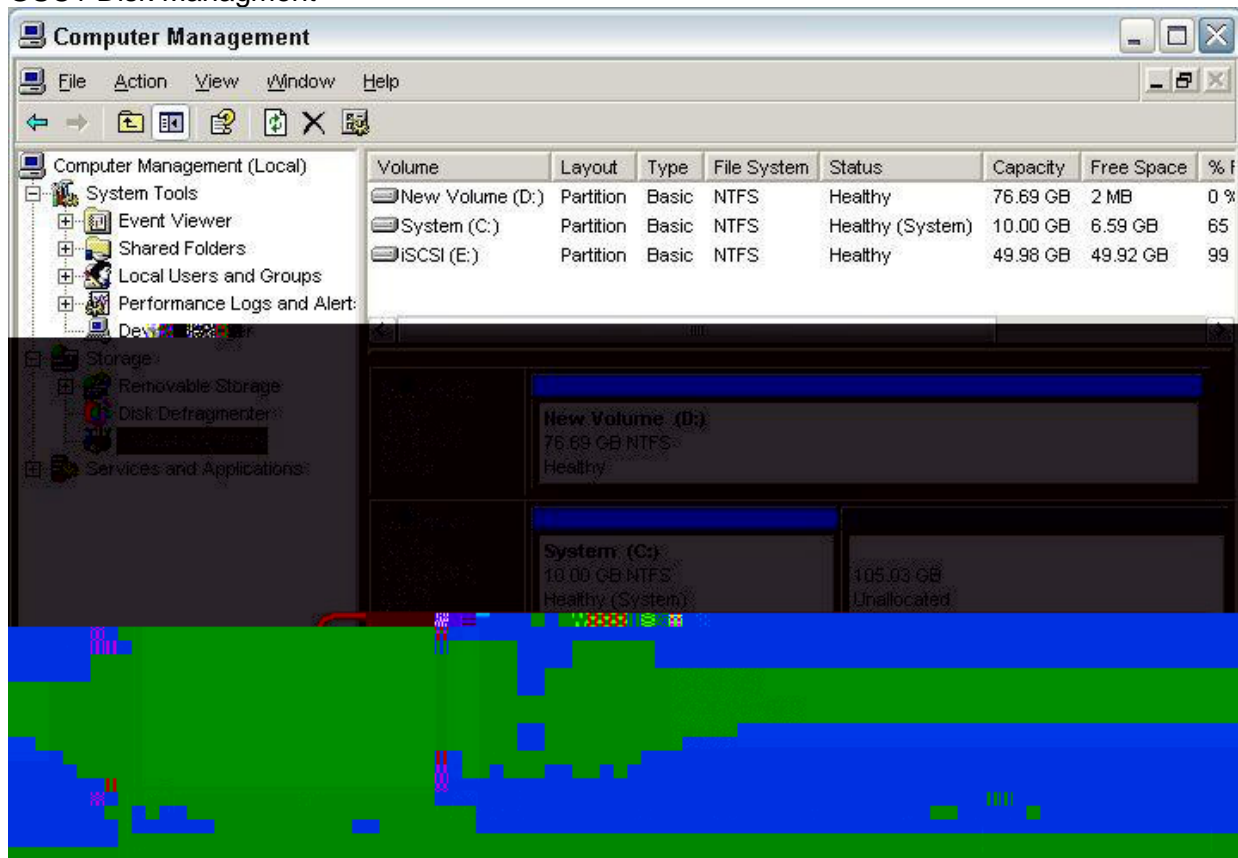 Computer Management
File Action View Window Help
Computer Management (Local)
System Tools
Event Viewer
Shared Folders
Local Users and Groups
Performance Logs and Alert
Storage
Removable Storage
Disk Defragmenter
Services and Applications
Volume Layout Type File System Status Capacity Free Space
New Volume (D:) Partition Basic NTFS Healthy 76.69 GB 2 MB 0 %
System (C:) Partition Basic NTFS Healthy (System) 10.00 GB 6.59 GB 65
iSCSI (E:) Partition Basic NTFS Healthy 49.98 GB 49.92 GB 99
New Volume (D:)
76.69 GB NTFS
Healthy
System (C:)
10.00 GB NTFS
Healthy (System)
105.03 GB
Unallocated